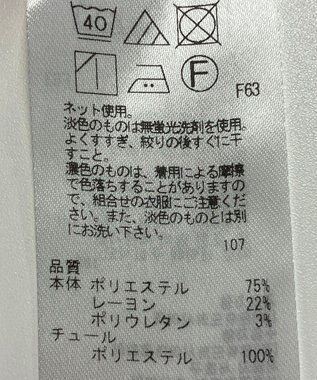 40
F
F63
ネット使用。
淡色のものは無蛍光洗剤を使用。
よくすすぎ、絞りの後すぐに干
すこと。
濃色のものは、着用による摩擦
で色落ちすることがありますの
で、組合せの衣服にご注意くださ
い。また、淡色のものとは別
にお洗い下さい。
107
品質
本体 ポリエステル 75%
レーヨン 22%
ポリウレタン 3%
チュール
ポリエステル 100%